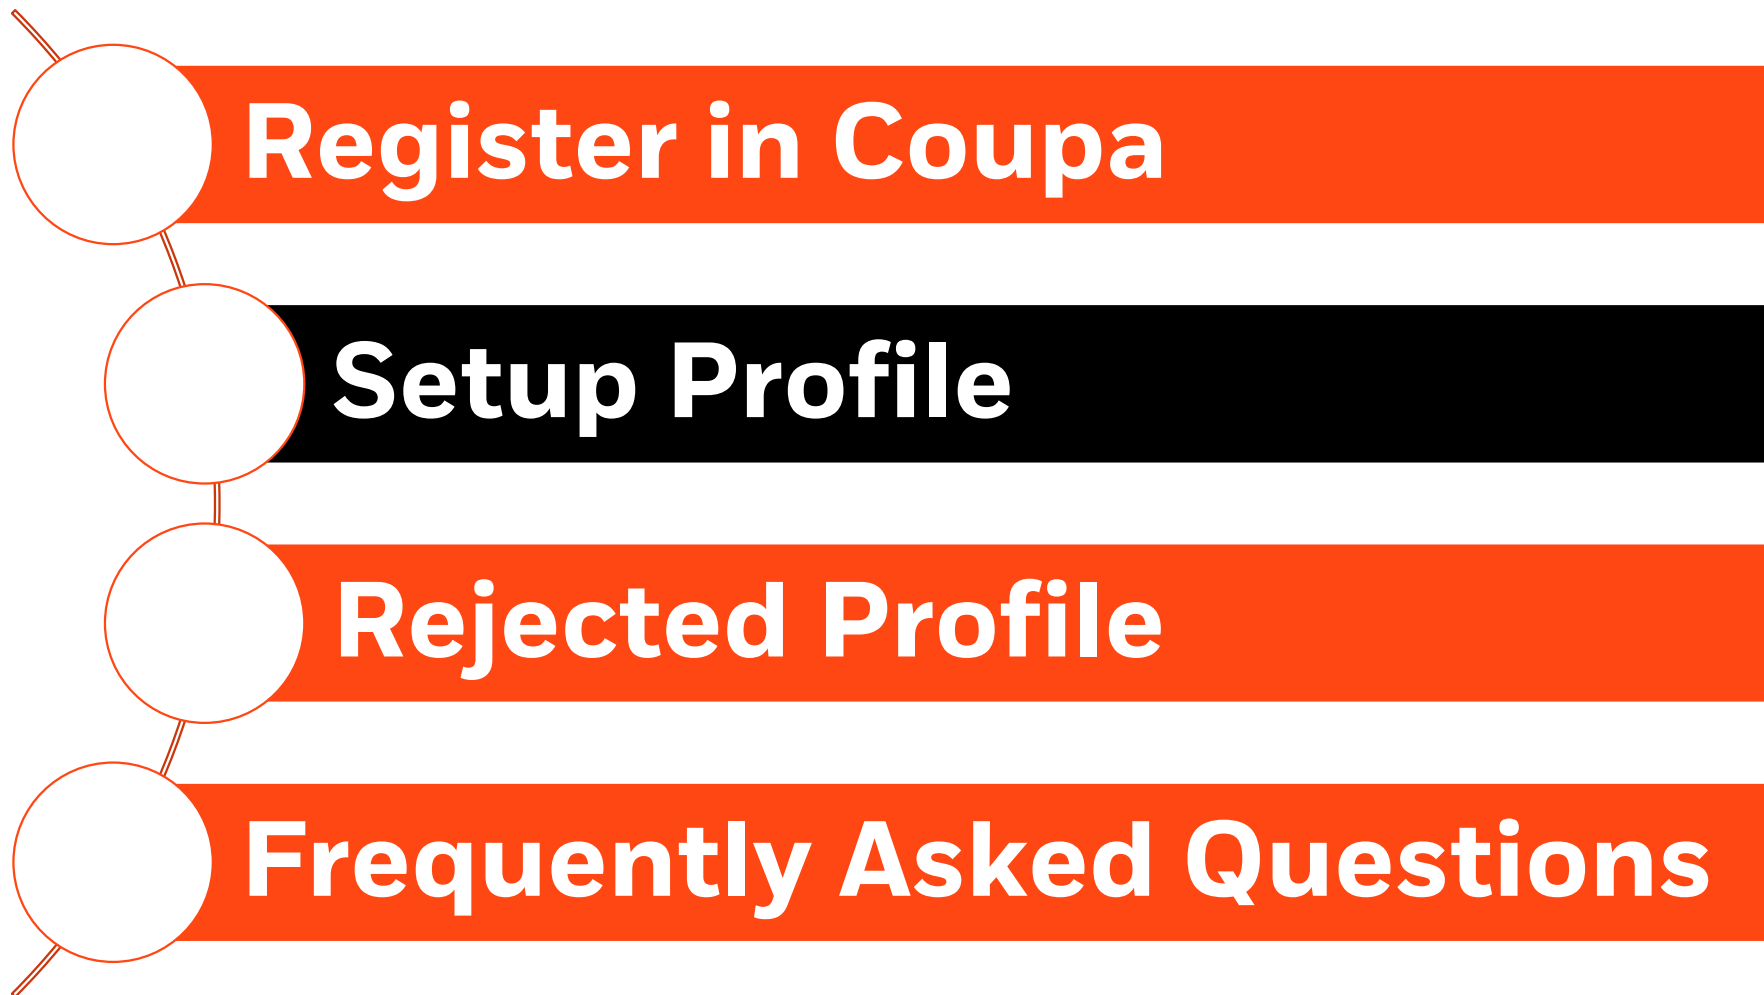 Register in Coupa
Setup Profile
Rejected Profile
Frequently Asked Questions